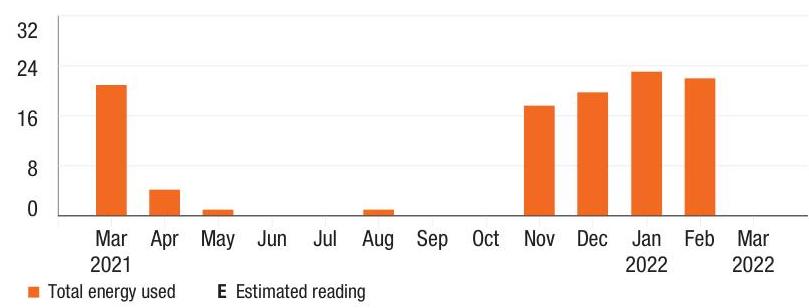 32
24
16
8
0
Mar Apr May Jun Jul Aug Sep Oct Nov Dec Jan Feb Mar
2021 2022 2022
Total energy used E Estimated reading